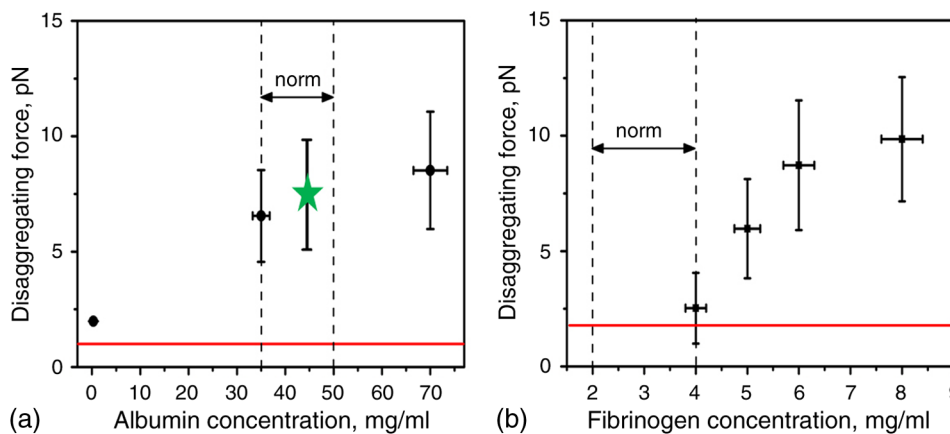 15
10
5
0
Disaggregating force, pN
norm
0 10 20 30 40 50 60 70
(a) Albumin concentration, mg/ml
15
10
5
0
Disaggregating force, pN
norm
2 3 4 5 6 7 8 9
(b) Fibrinogen concentration, mg/ml